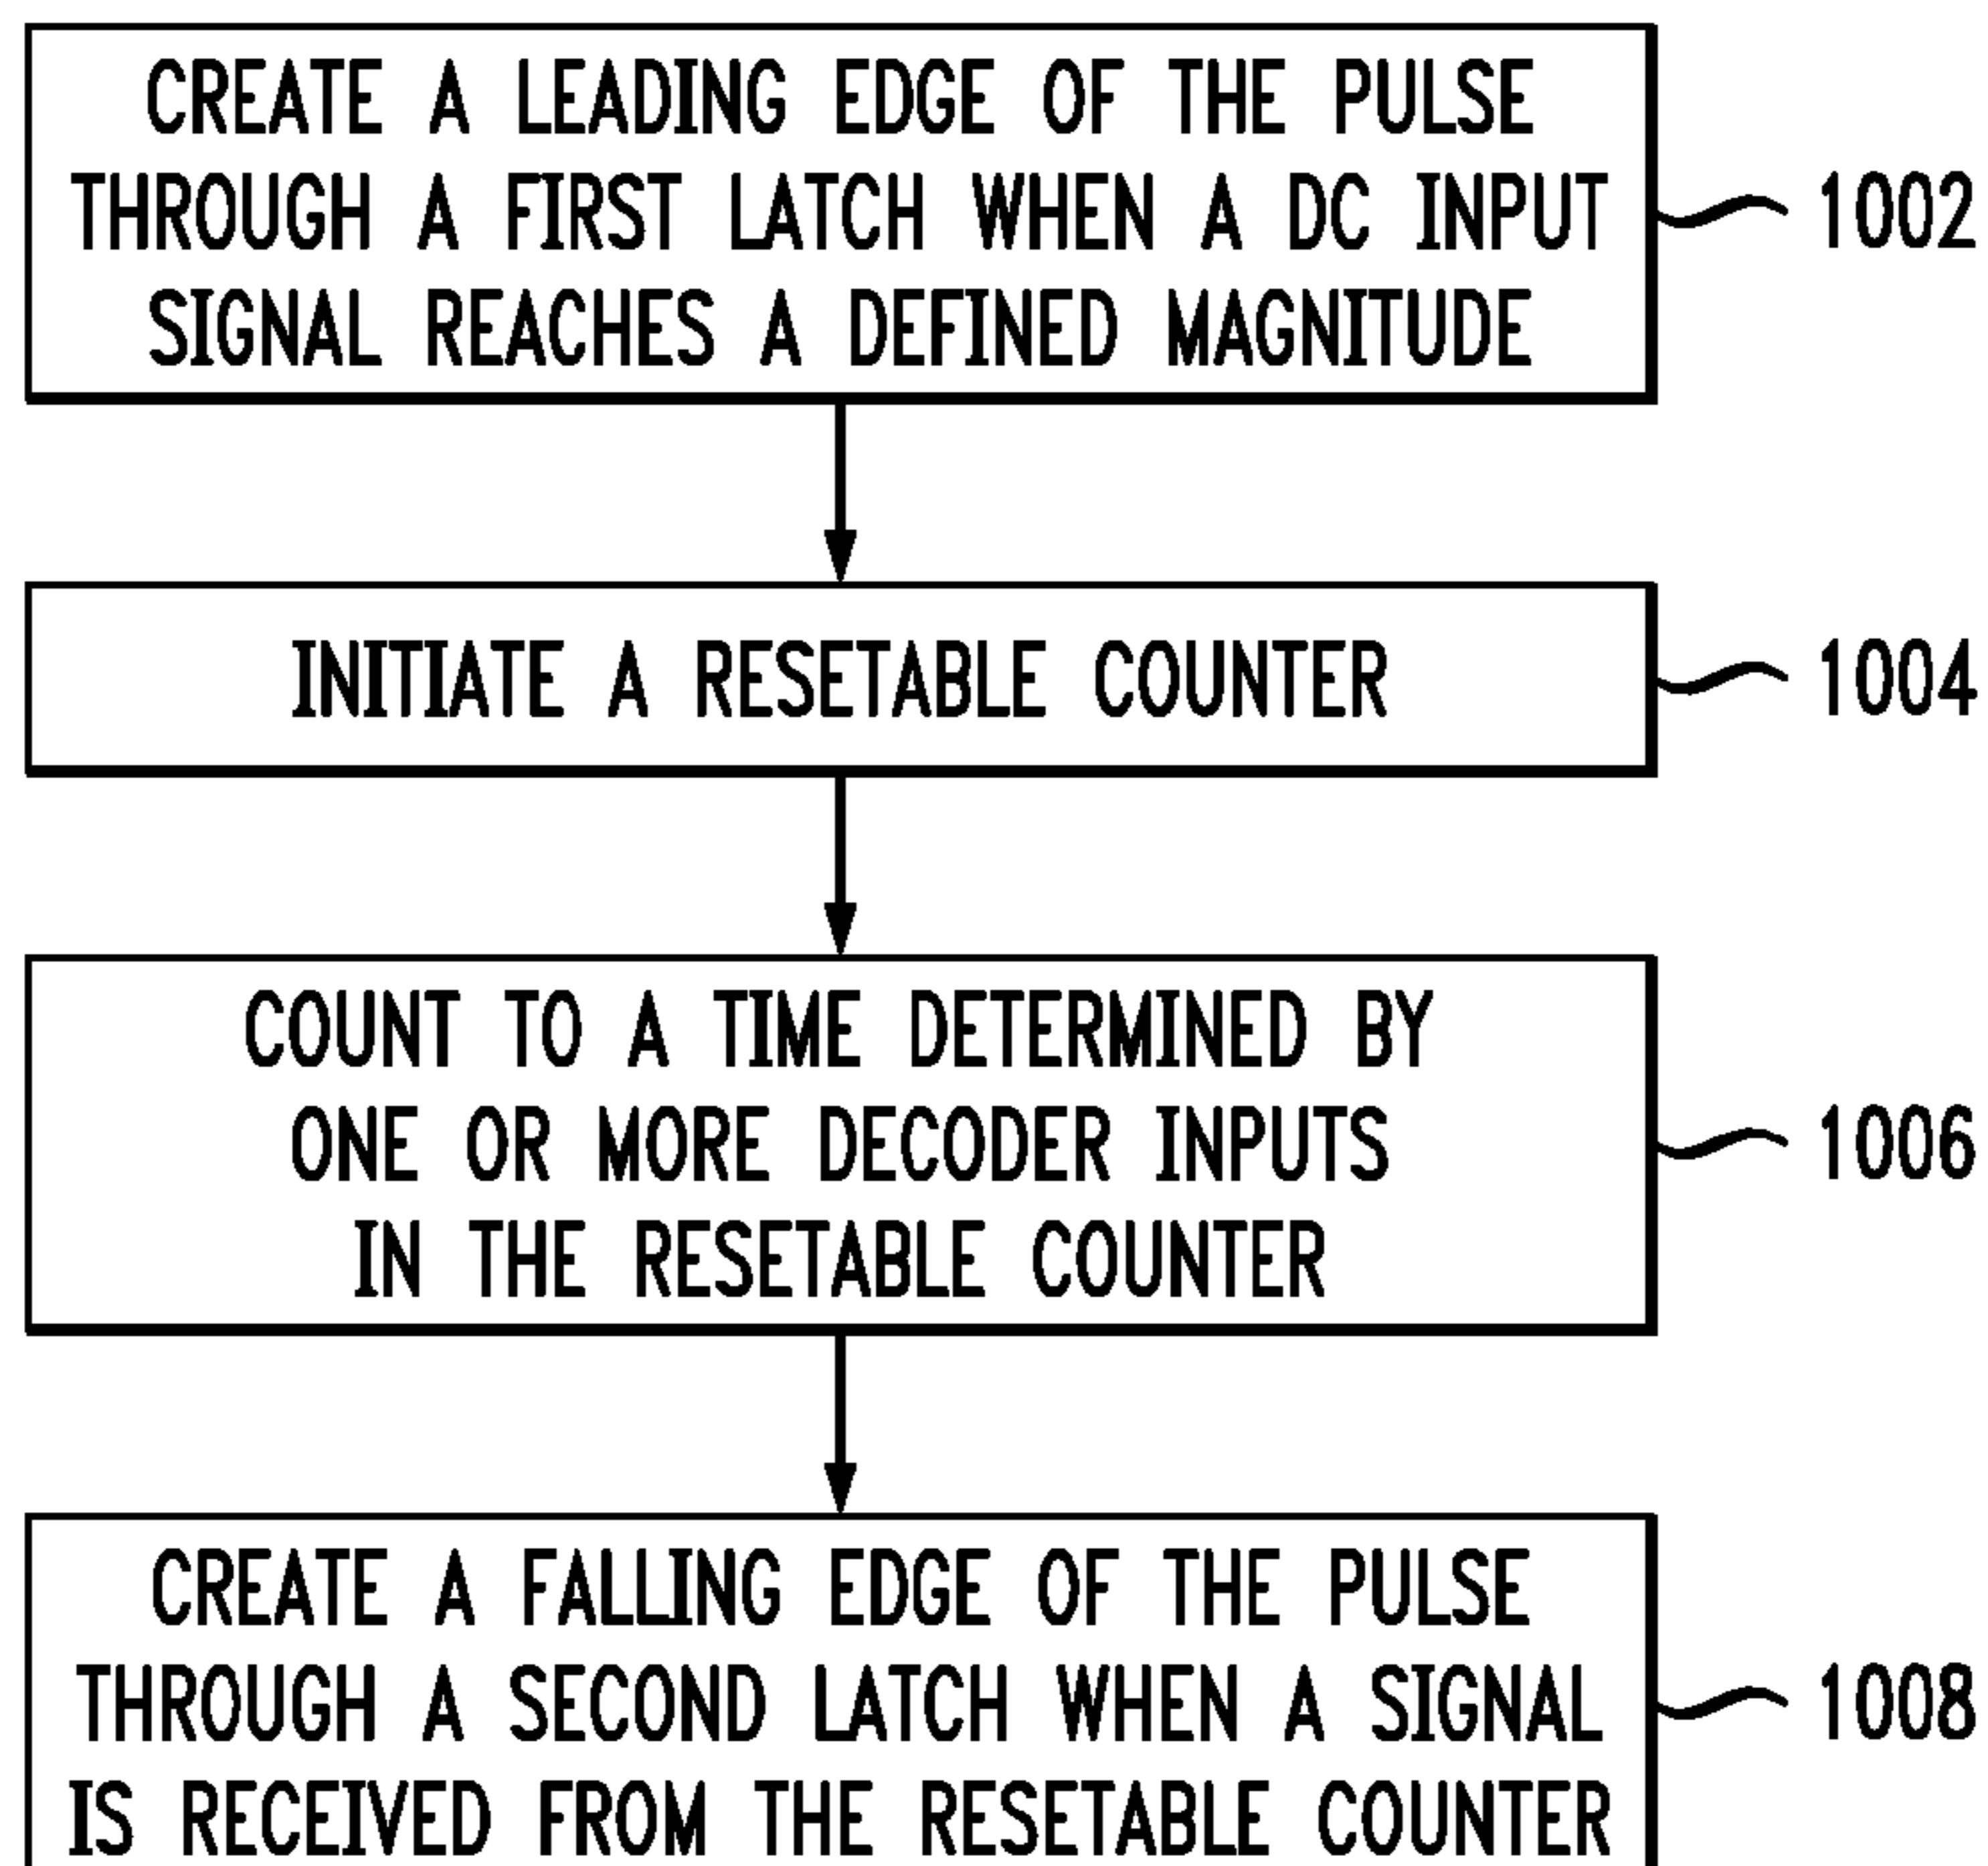 CREATE A LEADING EDGE OF THE PULSE
THROUGH A FIRST LATCH WHEN A DC INPUT
SIGNAL REACHES A DEFINED MAGNITUDE
1002
INITIATE A RESETABLE COUNTER
1004
COUNT TO A TIME DETERMINED BY
ONE OR MORE DECODER INPUTS
IN THE RESETABLE COUNTER
1006
CREATE A FALLING EDGE OF THE PULSE
THROUGH A SECOND LATCH WHEN A SIGNAL
IS RECEIVED FROM THE RESETABLE COUNTER
1008